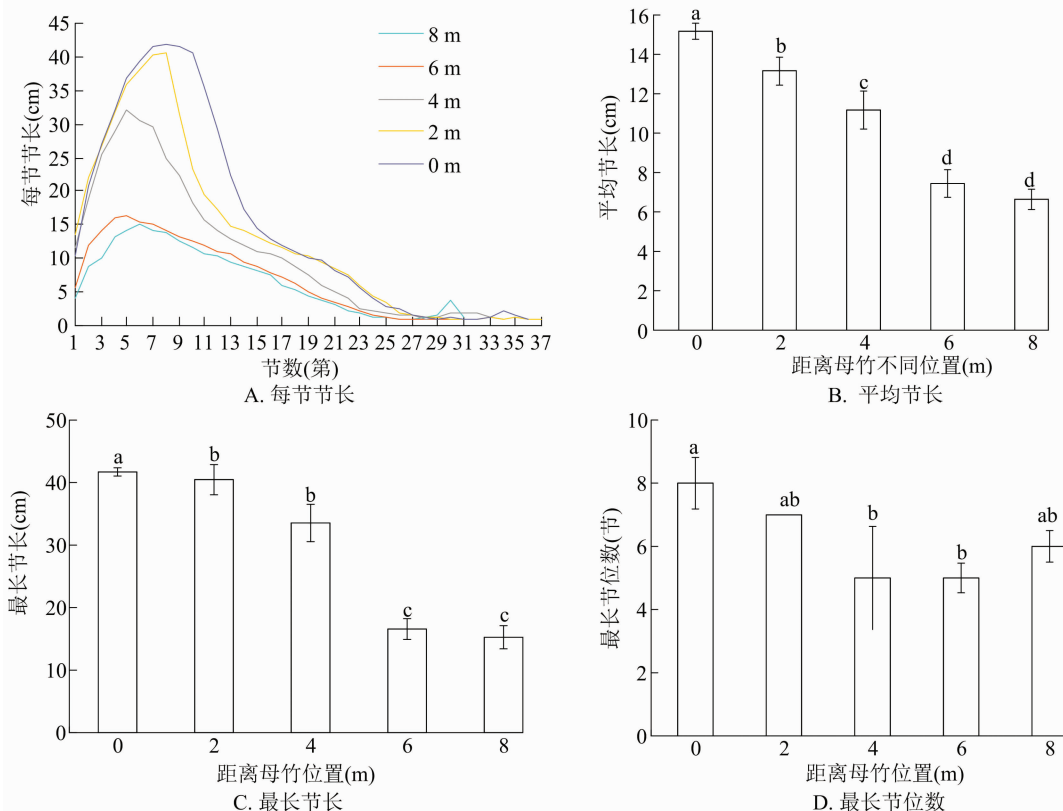 45
40
35
30
25
20
15
10
5
0
每节节长(cm)
8 m
6 m
4 m
2 m
0 m
1 3 5 7 9 11 13 15 17 19 21 23 25 27 29 31 33 35 37
节数(第)
A. 每节节长
16
14
12
10
8
6
4
2
0
平均节长(cm)
a
b
c
d
d
0 2 4 6 8
距离母竹不同位置(m)
B. 平均节长
50
40
30
20
10
0
最长节长(cm)
a
b
b
c
c
0 2 4 6 8
距离母竹位置(m)
C. 最长节长
10
8
6
4
2
0
最长节位数(节)
a
ab
b
b
ab
0 2 4 6 8
距离母竹位置(m)
D. 最长节位数